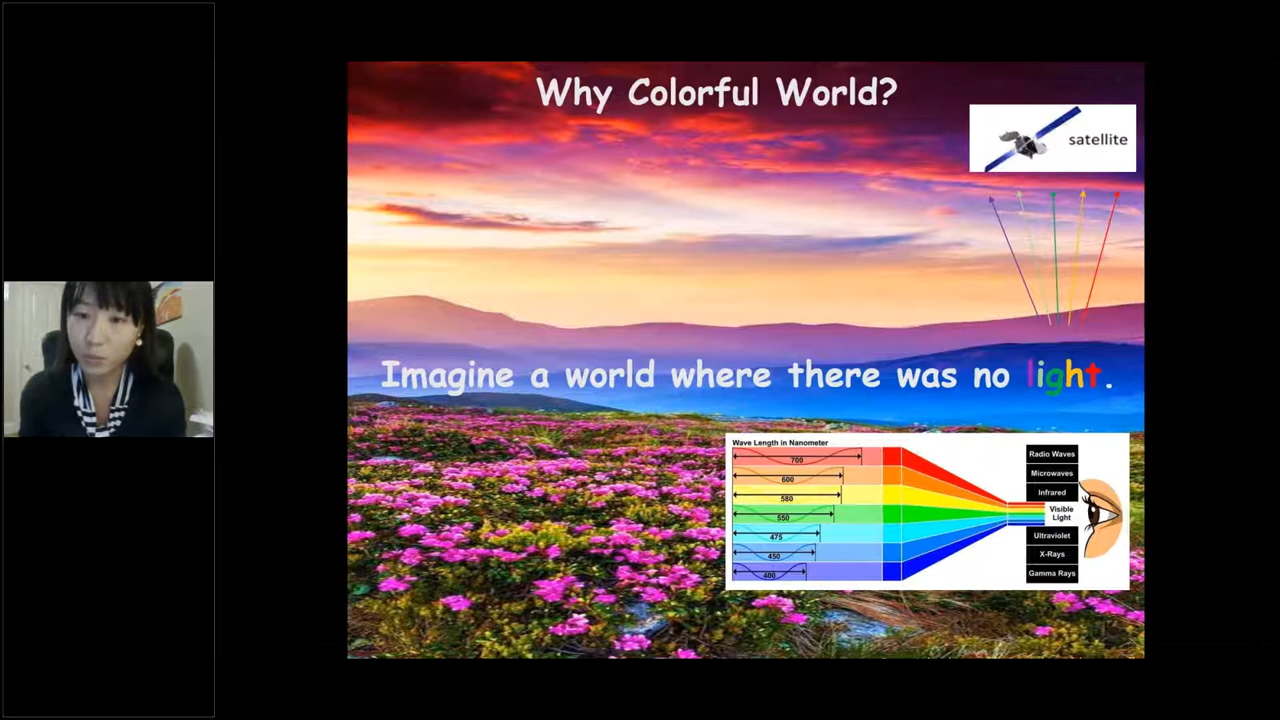 Why Colorful World?
satellite
Imagine a world where there was no light.
Wave Length in Nanometer
700
600
580
550
475
450
400
Radio Waves
Microwaves
Infrared
Visible
Light
Ultraviolet
X-Rays
Gamma Rays